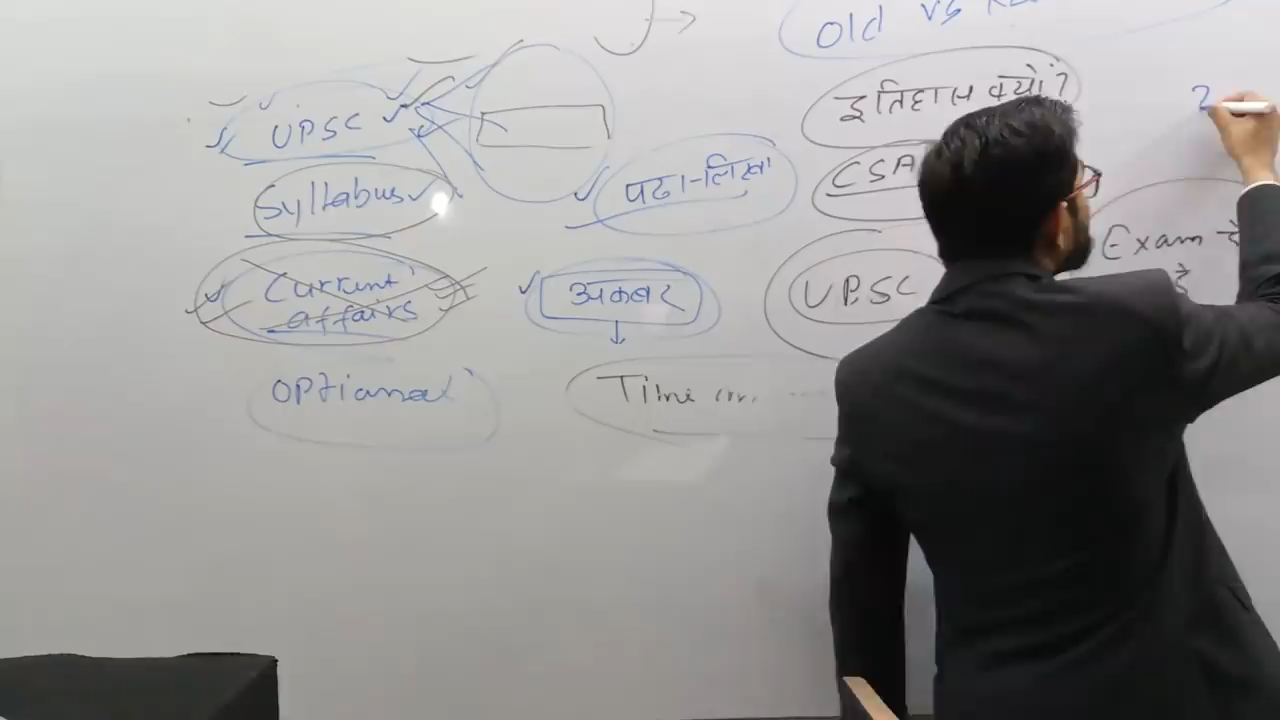 Old vs
इतिहास क्यों?
UPSC
CSA
Syllabus
पढा-लिखा
Exam
Current
affairs
अकबर
UPSC
Optional
Time